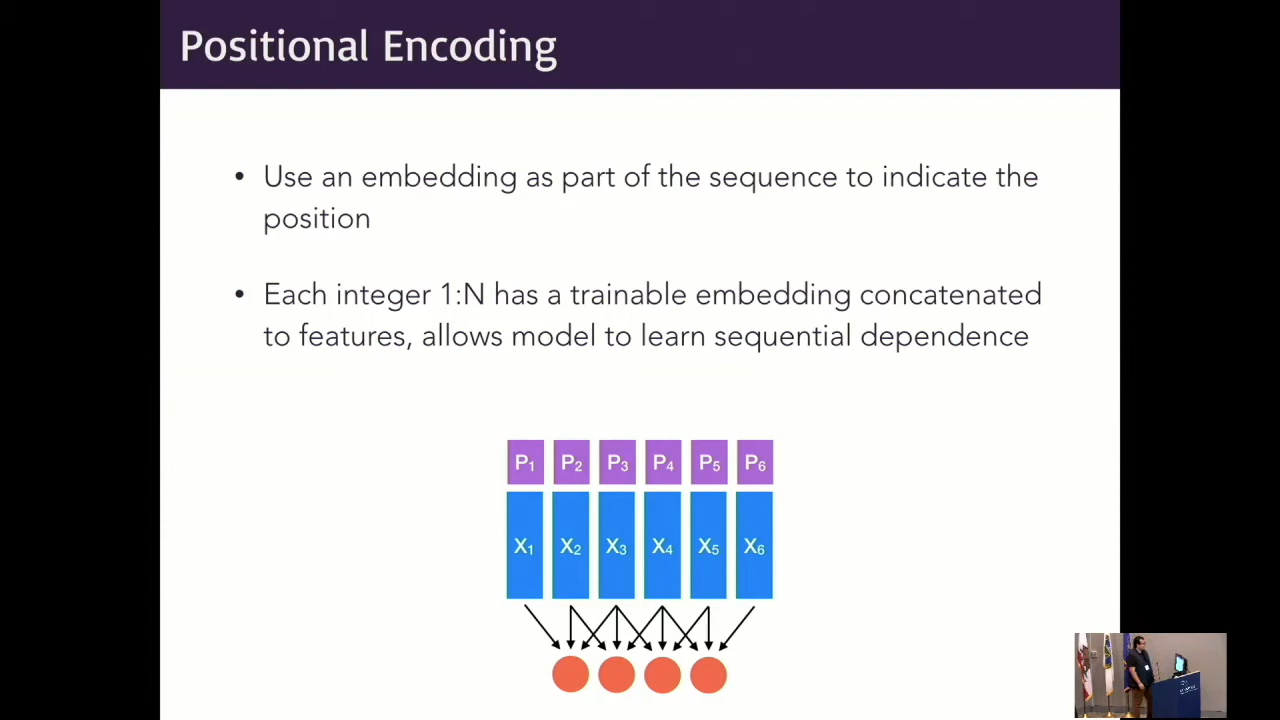 Positional Encoding
• Use an embedding as part of the sequence to indicate the
position
• Each integer 1:N has a trainable embedding concatenated
to features, allows model to learn sequential dependence
P₁ P₂ P₃ P₄ P₅ P₆
X₁ X₂ X₃ X₄ X₅ X₆